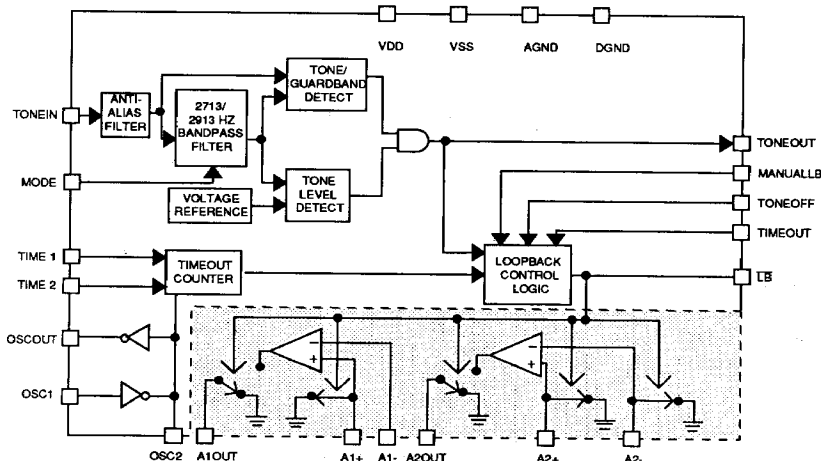 VDD VSS AGND DGND
TONEIN
ANTI-
ALIAS
FILTER
2713/
2913 HZ
BANDPASS
FILTER
TONE/
GUARDBAND
DETECT
TONEOUT
MODE
VOLTAGE
REFERENCE
TONE
LEVEL
DETECT
MANUALLB
TONEOFF
TIMEOUT
TIME 1
TIME 2
TIMEOUT
COUNTER
LOOPBACK
CONTROL
LOGIC
LB
OSCOUT
OSC1
- +
- +
OSC2 A1OUT A1+ A1- A2OUT A2+ A2-